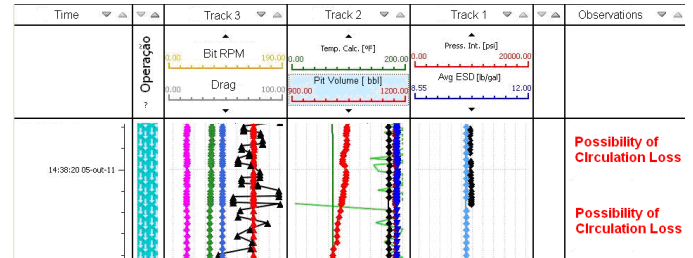 Time
Track 3
Track 2
Track 1
Observations
Operação
?
Bit RPM
0.00 190.00
Drag
0.00 100.00
Temp. Calc. [ºF]
0.00 200.00
Pit Volume [ bbl]
900.00 1200.00
Press. Int. [psi]
0.00 20000.00
Avg ESD [lb/gal]
8.55 12.00
14:38:20 05-out-11
Possibility of
CIrculation Loss
Possibility of
CIrculation Loss